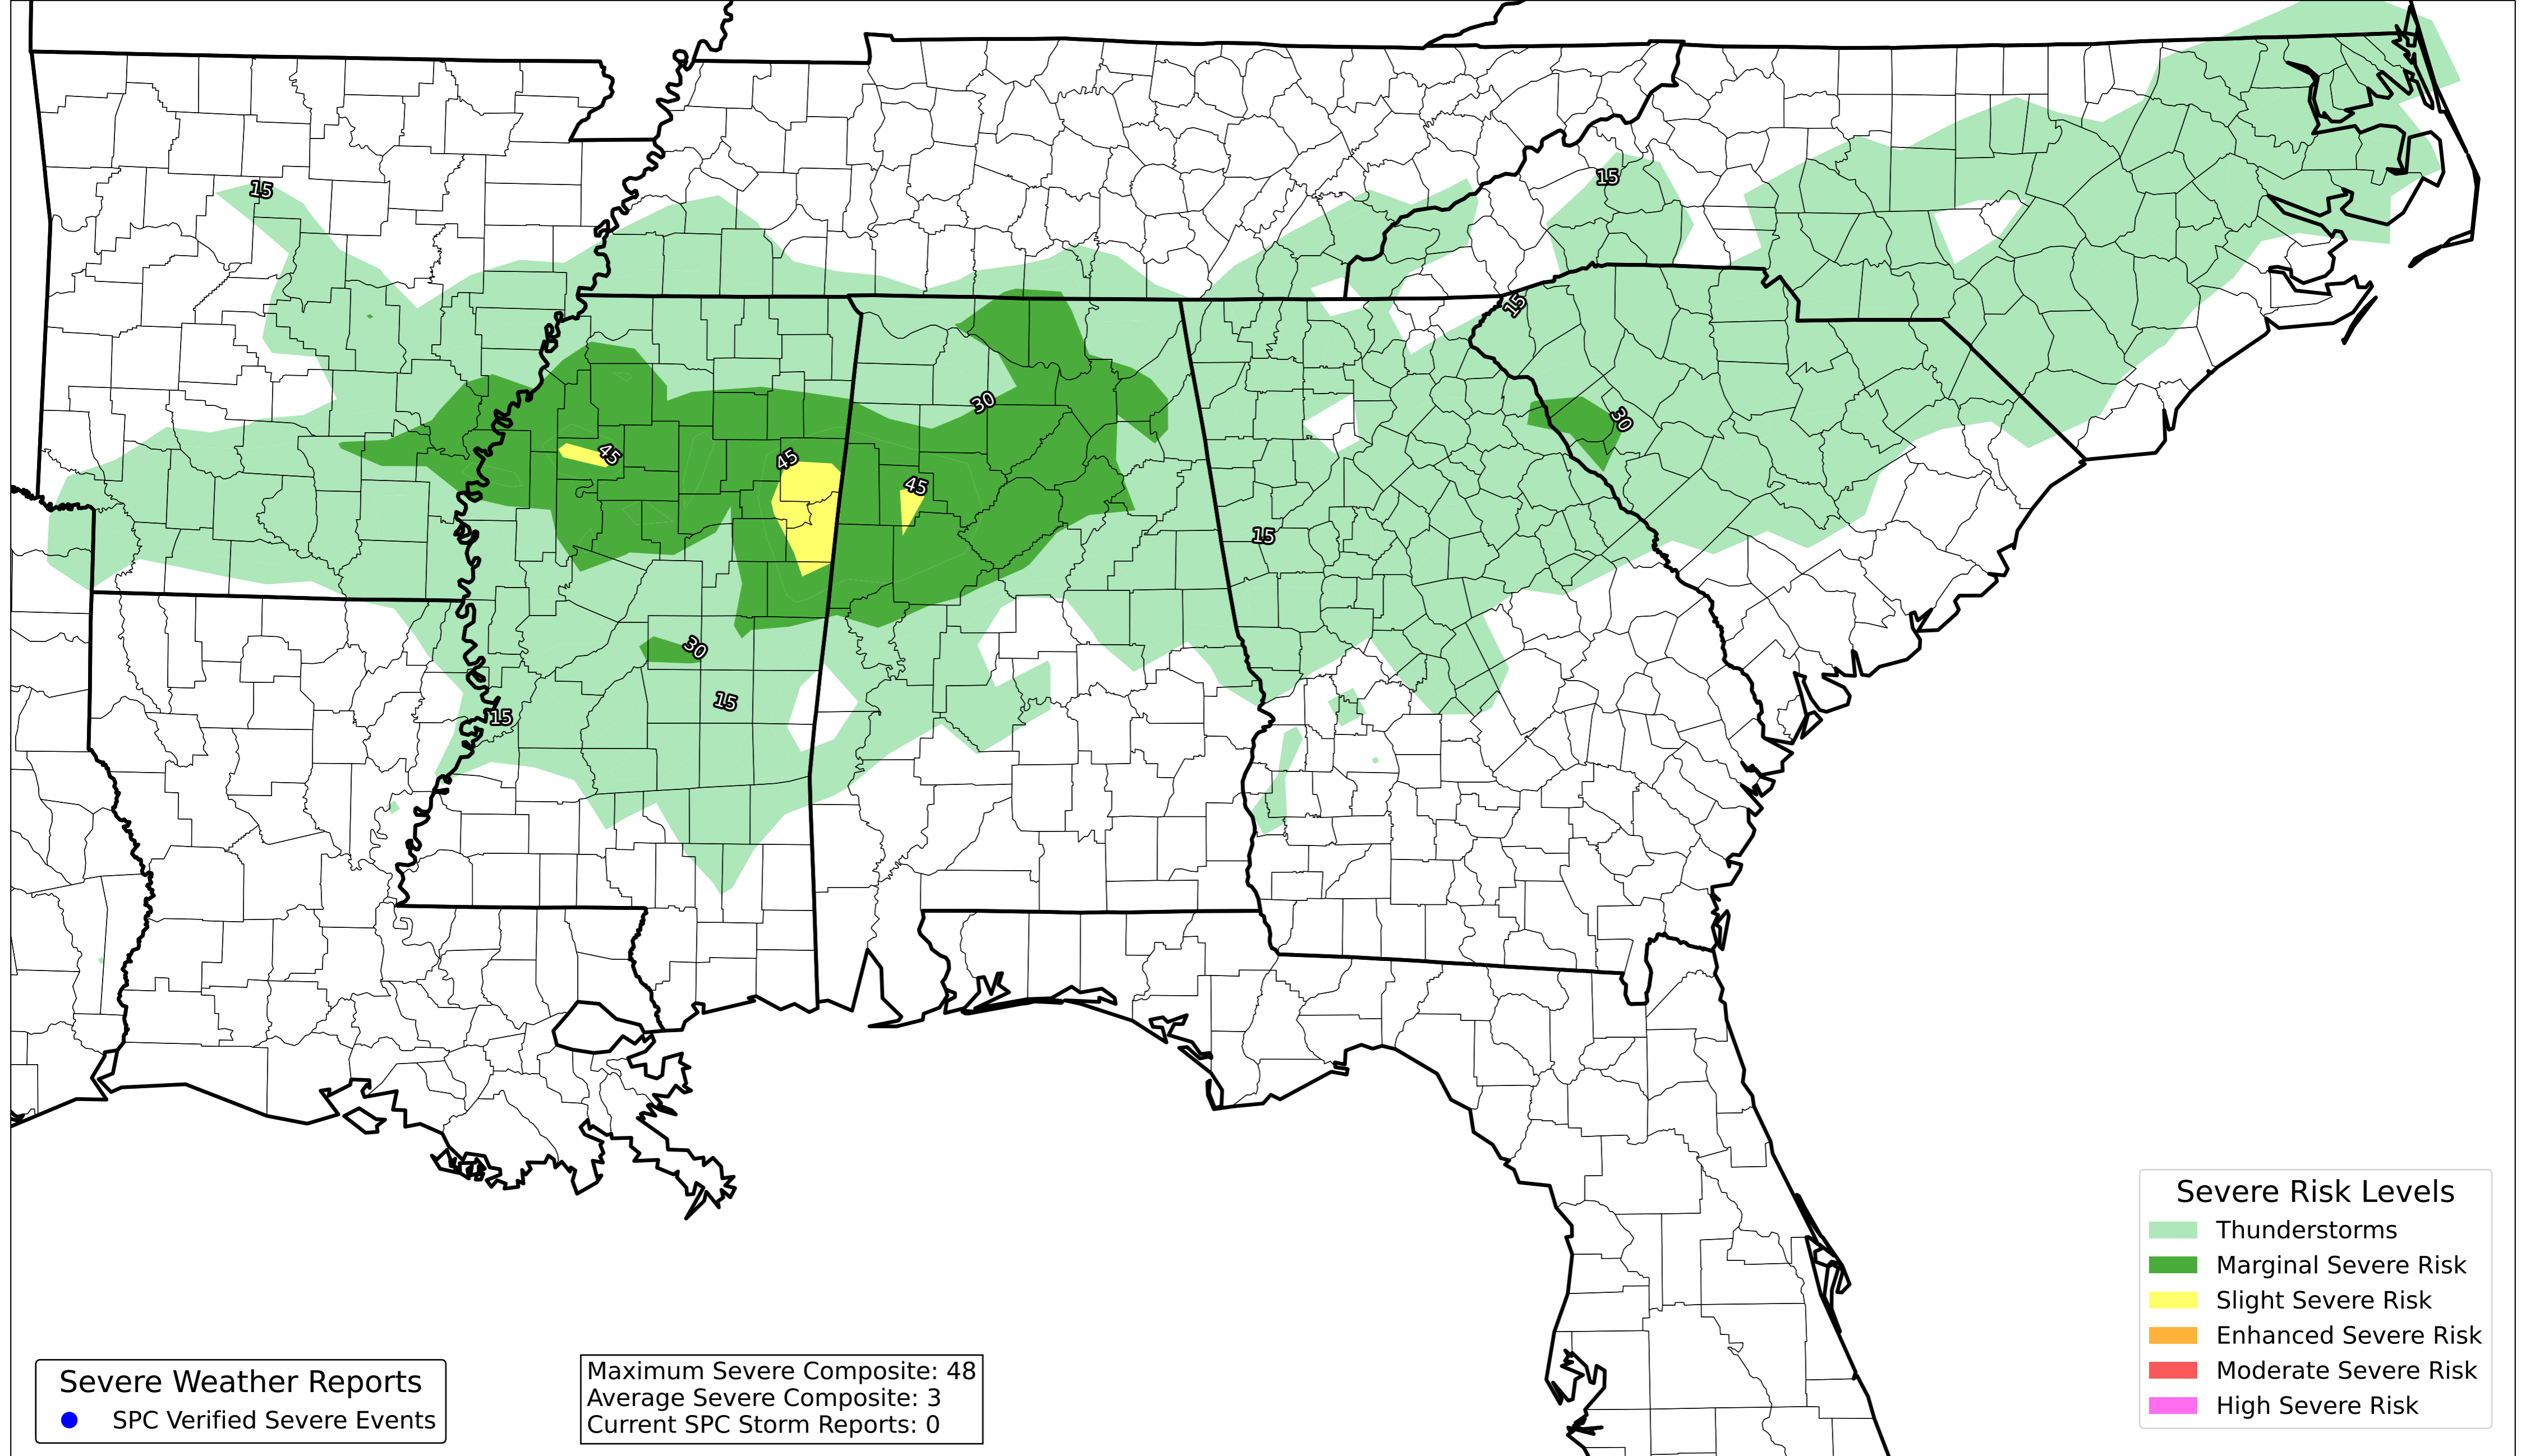 15
15
15
30
30
45
45
45
15
30
15
15
Severe Risk Levels
Thunderstorms
Marginal Severe Risk
Slight Severe Risk
Enhanced Severe Risk
Moderate Severe Risk
High Severe Risk
Severe Weather Reports
SPC Verified Severe Events
Maximum Severe Composite: 48
Average Severe Composite: 3
Current SPC Storm Reports: 0